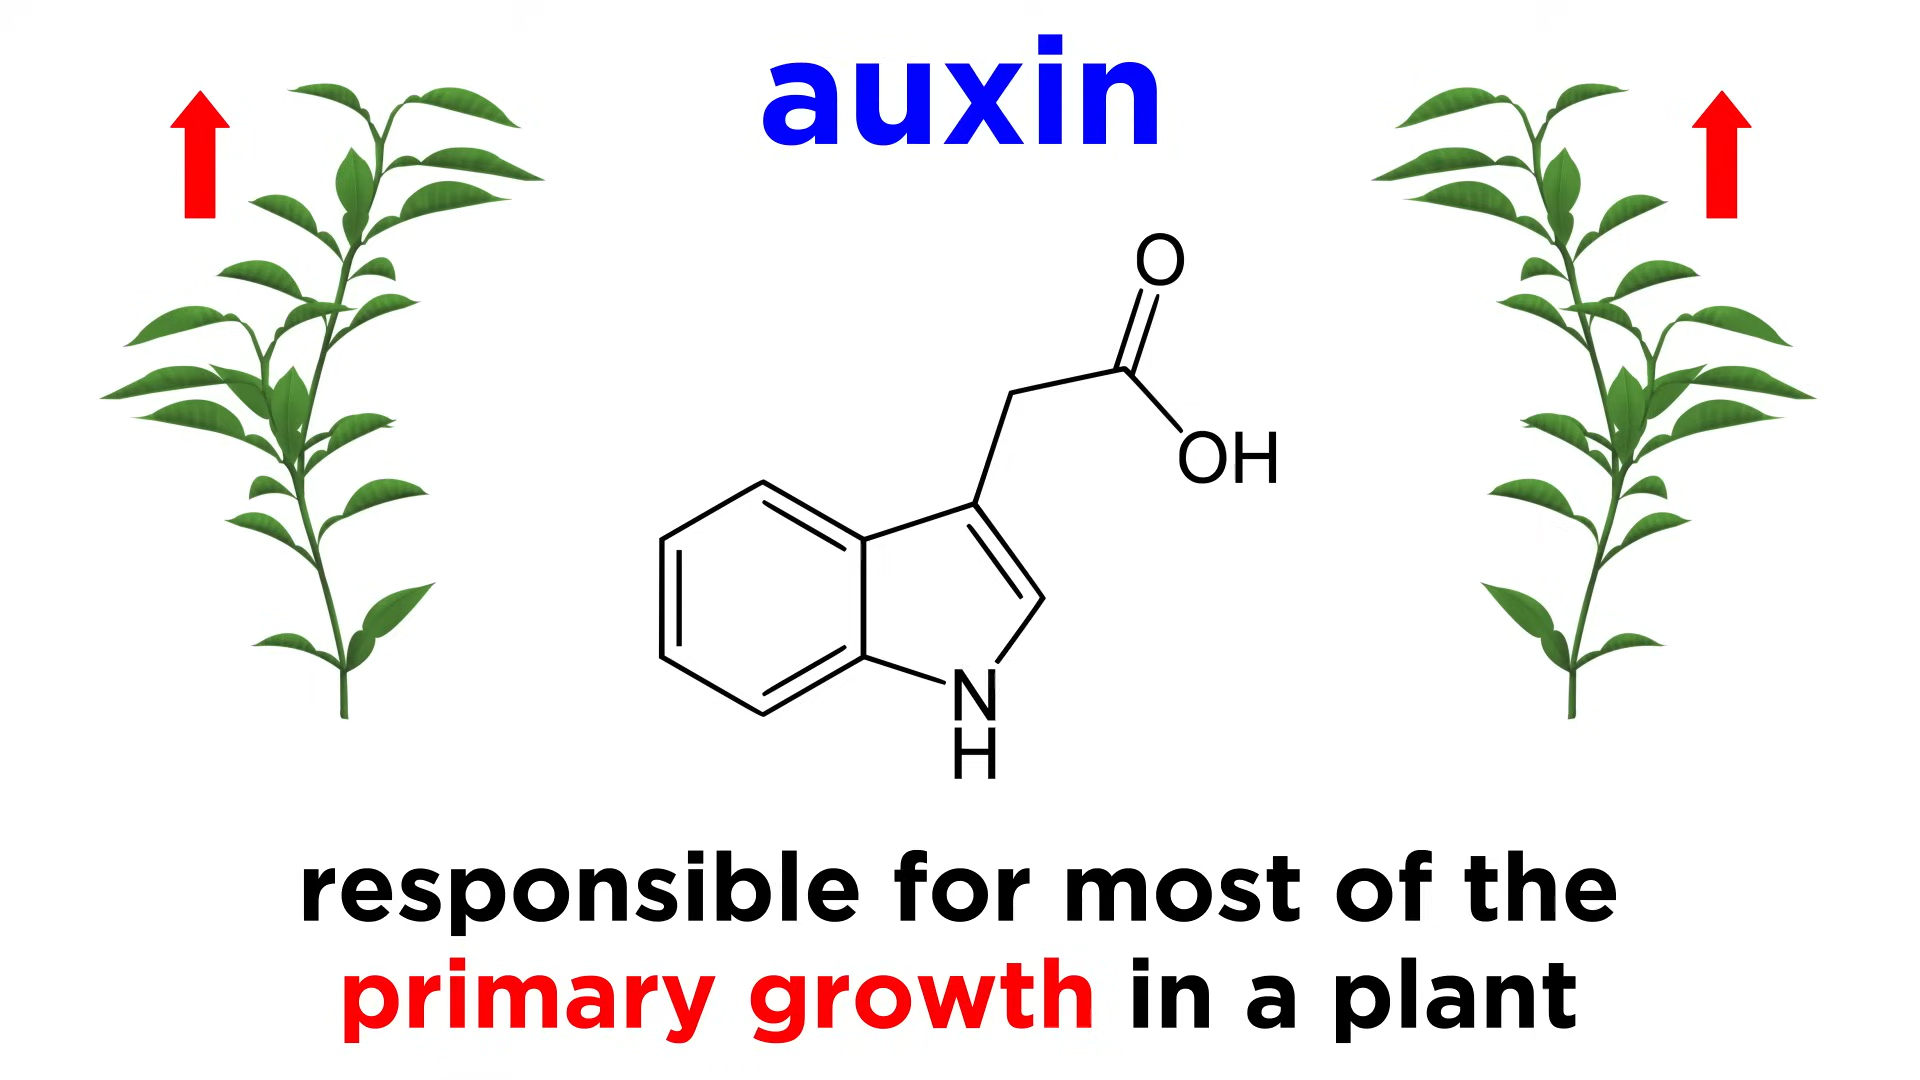 auxin
O
OH
N
H
responsible for most of the
primary growth in a plant